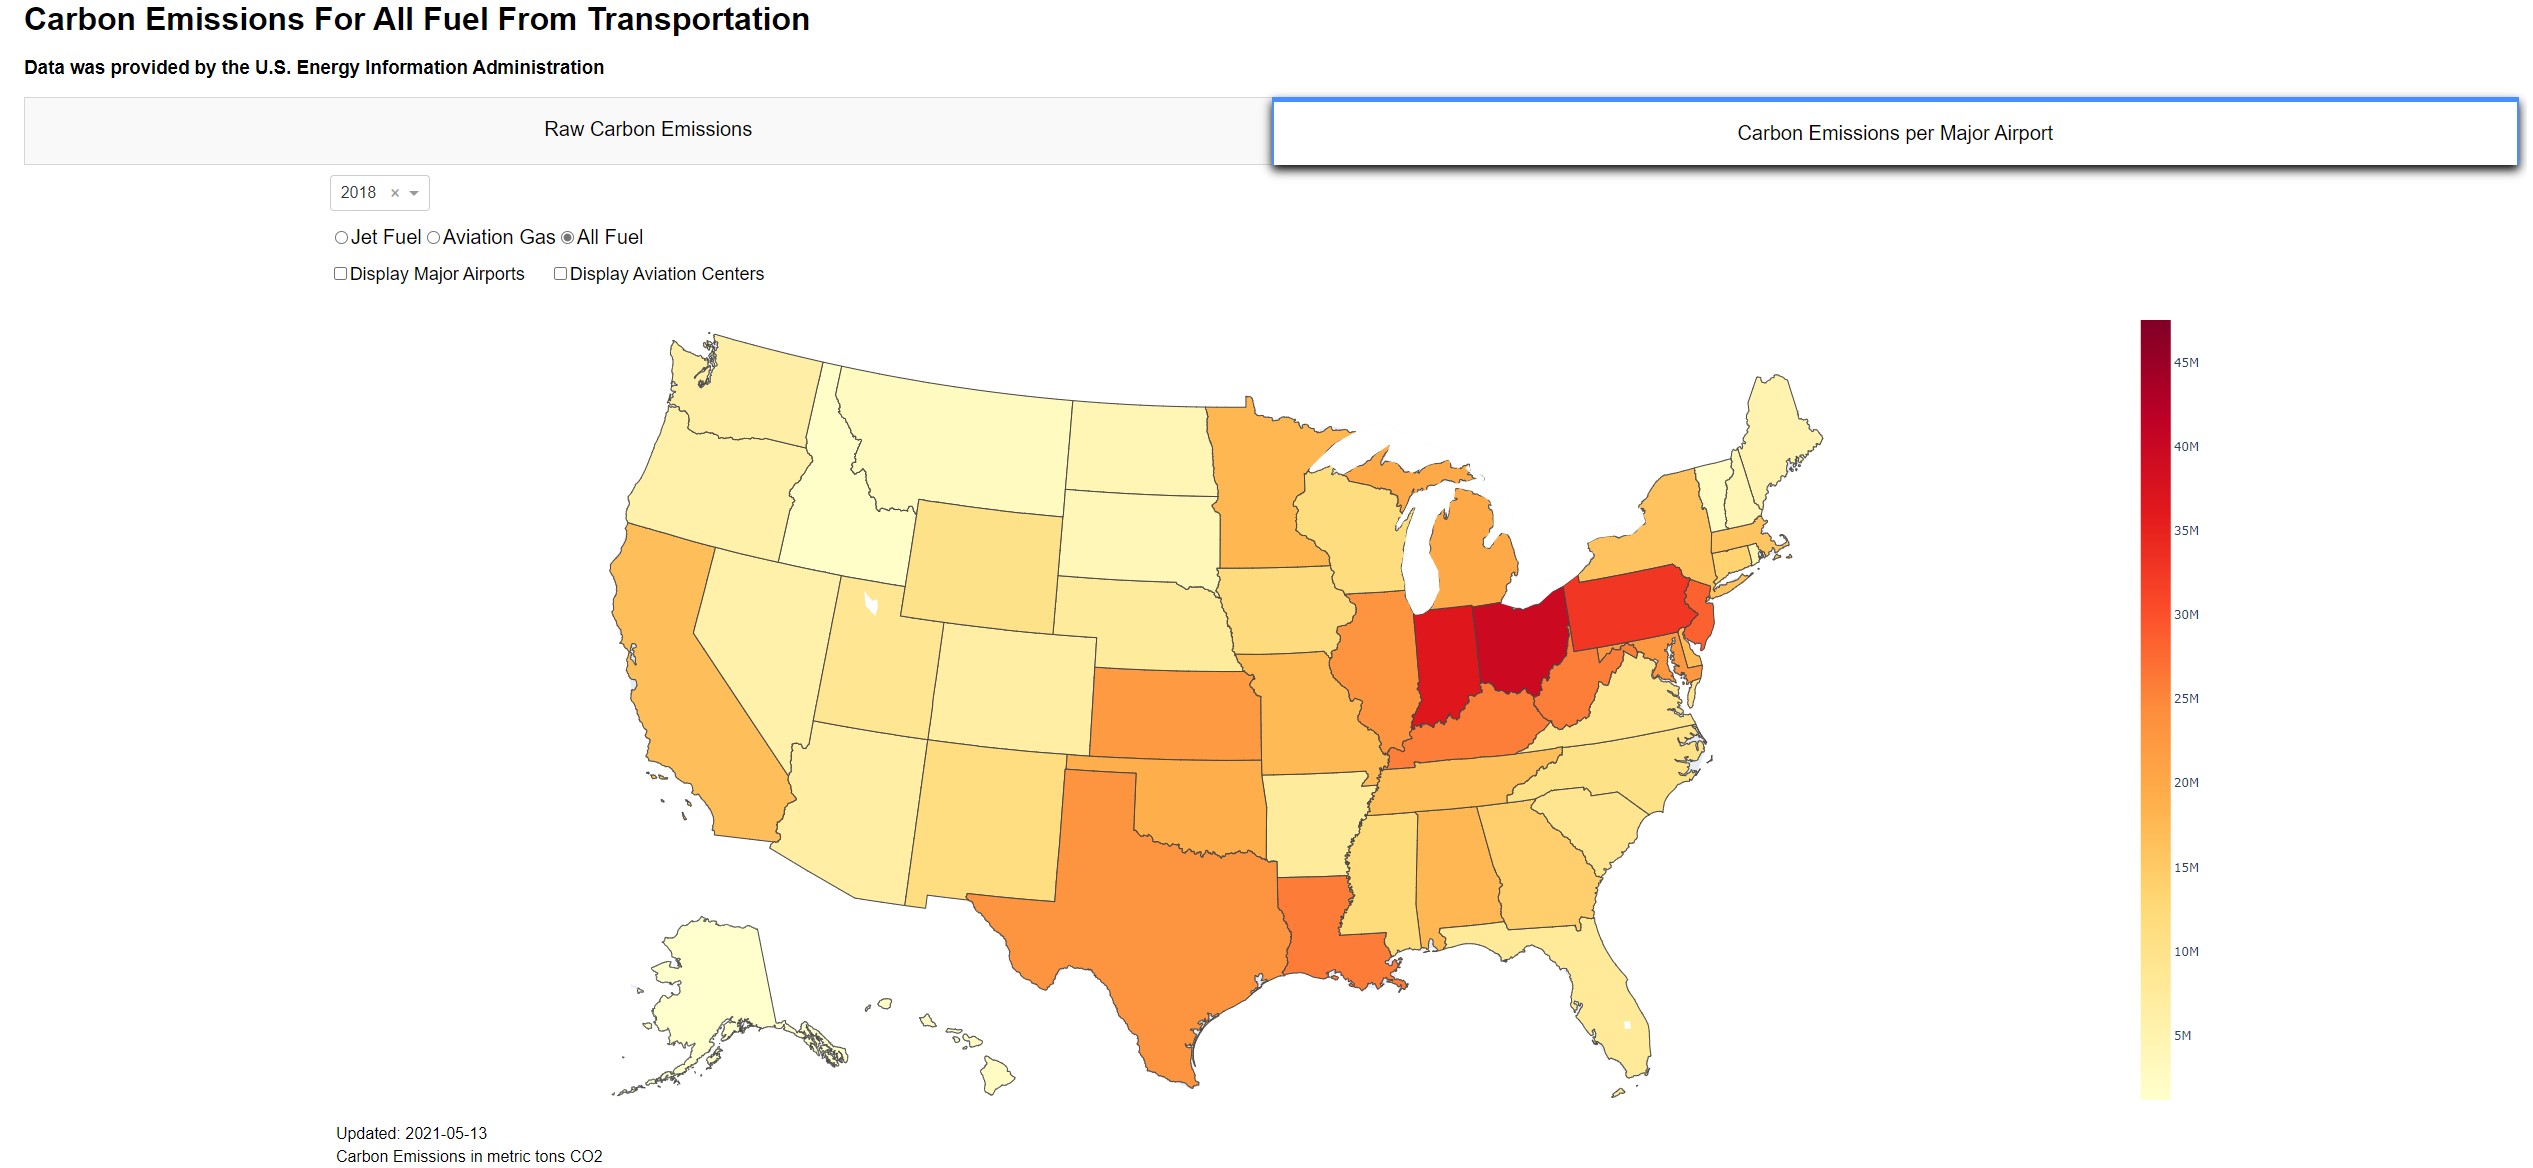 Carbon Emissions For All Fuel From Transportation
Data was provided by the U.S. Energy Information Administration
Raw Carbon Emissions
Carbon Emissions per Major Airport
2018 ×
Jet Fuel Aviation Gas All Fuel
Display Major Airports Display Aviation Centers
45M
40M
35M
30M
25M
20M
15M
10M
5M
Updated: 2021-05-13
Carbon Emissions in metric tons CO2